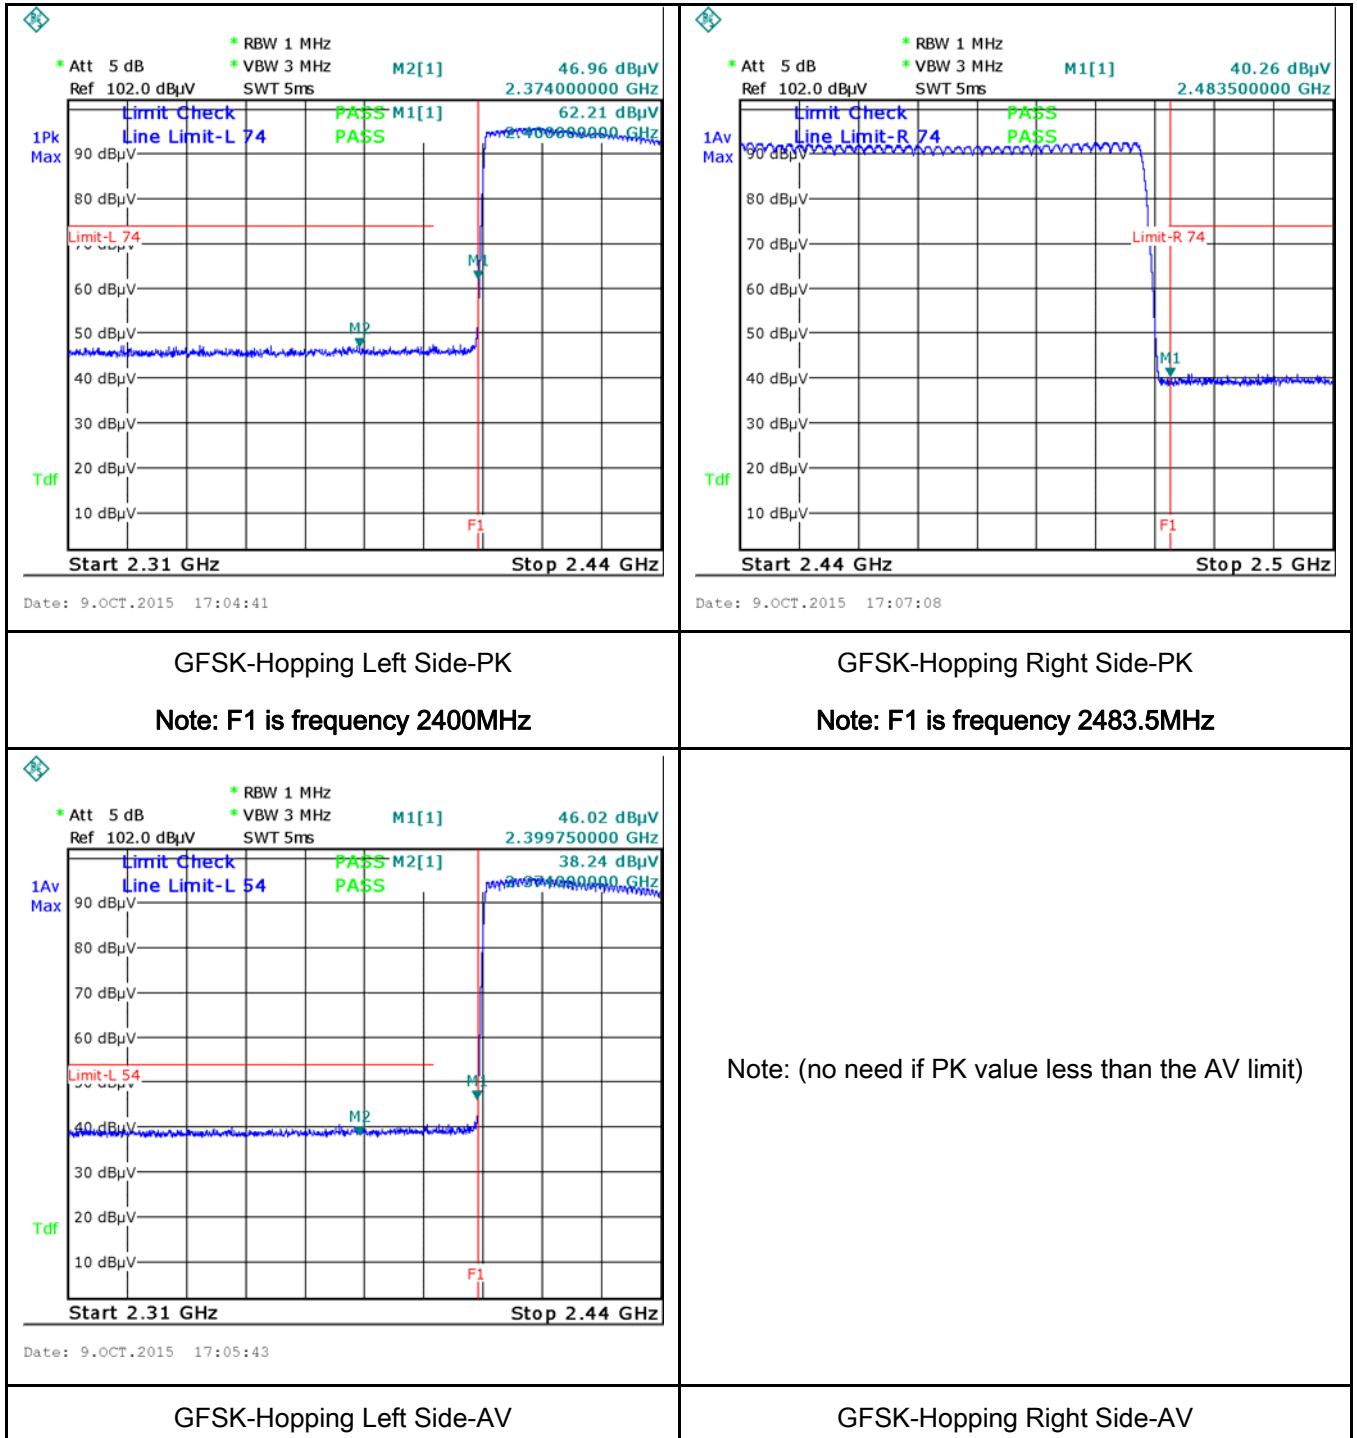 * RBW 1 MHz
* Att 5 dB * VBW 3 MHz M2[1] 46.96 dBµV
Ref 102.0 dBµV SWT 5ms 2.374000000 GHz
Limit Check PASS M1[1] 62.21 dBµV
1Pk Line Limit-L 74 PASS 2.400000000 GHz
Max
90 dBµV
80 dBµV
Limit-L 74
70 dBµV
M1
60 dBµV
50 dBµV
M2
40 dBµV
30 dBµV
20 dBµV
Tdf
10 dBµV
F1
Start 2.31 GHz Stop 2.44 GHz
Date: 9.OCT.2015 17:04:41
* RBW 1 MHz
* Att 5 dB * VBW 3 MHz M1[1] 40.26 dBµV
Ref 102.0 dBµV SWT 5ms 2.483500000 GHz
Limit Check PASS
1Av Line Limit-R 74 PASS
Max
90 dBµV
80 dBµV
70 dBµV
Limit-R 74
60 dBµV
50 dBµV
M1
40 dBµV
30 dBµV
20 dBµV
Tdf
10 dBµV
F1
Start 2.44 GHz Stop 2.5 GHz
Date: 9.OCT.2015 17:07:08
GFSK-Hopping Left Side-PK
Note: F1 is frequency 2400MHz
GFSK-Hopping Right Side-PK
Note: F1 is frequency 2483.5MHz
* RBW 1 MHz
* Att 5 dB * VBW 3 MHz M1[1] 46.02 dBµV
Ref 102.0 dBµV SWT 5ms 2.399750000 GHz
Limit Check PASS M2[1] 38.24 dBµV
1Av Line Limit-L 54 PASS 2.374000000 GHz
Max
90 dBµV
80 dBµV
70 dBµV
60 dBµV
Limit-L 54
50 dBµV
M1
M2
40 dBµV
30 dBµV
20 dBµV
Tdf
10 dBµV
F1
Start 2.31 GHz Stop 2.44 GHz
Date: 9.OCT.2015 17:05:43
Note: (no need if PK value less than the AV limit)
GFSK-Hopping Left Side-AV
GFSK-Hopping Right Side-AV